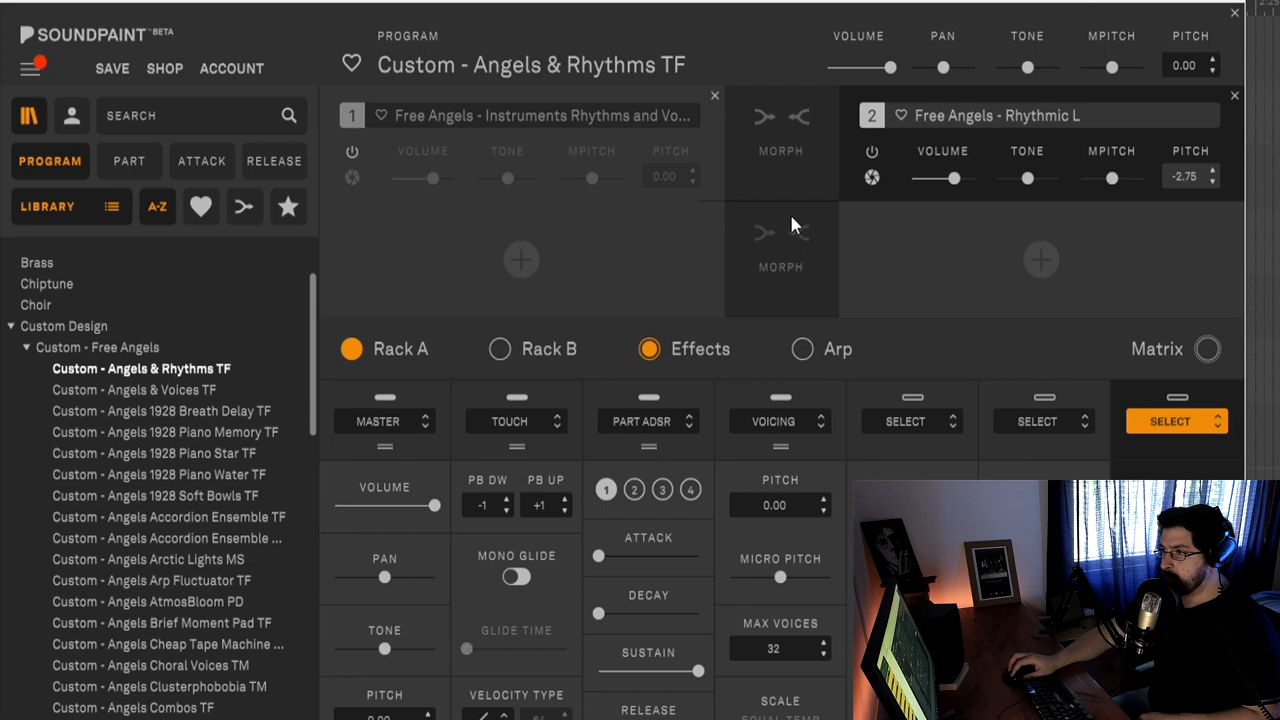 SOUNDPAINT BETA
SAVE SHOP ACCOUNT
PROGRAM
Custom - Angels & Rhythms TF
VOLUME PAN TONE MPITCH PITCH
0.00
SEARCH
PROGRAM PART ATTACK RELEASE
LIBRARY A-Z
1 Free Angels - Instruments Rhythms and Vo...
VOLUME TONE MPITCH PITCH
0.00
MORPH
MORPH
2 Free Angels - Rhythmic L
VOLUME TONE MPITCH PITCH
-2.75
Brass
Chiptune
Choir
Custom Design
Custom - Free Angels
Custom - Angels & Rhythms TF
Custom - Angels & Voices TF
Custom - Angels 1928 Breath Delay TF
Custom - Angels 1928 Piano Memory TF
Custom - Angels 1928 Piano Star TF
Custom - Angels 1928 Piano Water TF
Custom - Angels 1928 Soft Bowls TF
Custom - Angels Accordion Ensemble TF
Custom - Angels Accordion Ensemble ...
Custom - Angels Arctic Lights MS
Custom - Angels Arp Fluctuator TF
Custom - Angels AtmosBloom PD
Custom - Angels Brief Moment Pad TF
Custom - Angels Cheap Tape Machine ...
Custom - Angels Choral Voices TM
Custom - Angels Clusterphobobia TM
Custom - Angels Combos TF
Rack A Rack B Effects Arp Matrix
MASTER TOUCH PART ADSR VOICING SELECT SELECT SELECT
VOLUME
PAN
TONE
PITCH
0.00
PB DW PB UP
-1 +1
MONO GLIDE
GLIDE TIME
VELOCITY TYPE
64
1 2 3 4
ATTACK
DECAY
SUSTAIN
RELEASE
PITCH
0.00
MICRO PITCH
MAX VOICES
32
SCALE
EQUAL TEMP